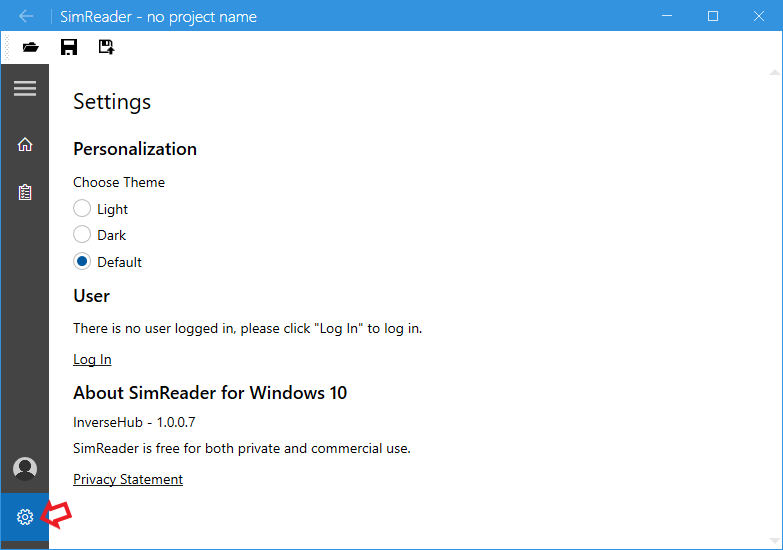 SimReader - no project name
Settings
Personalization
Choose Theme
Light
Dark
Default
User
There is no user logged in, please click "Log In" to log in.
Log In
About SimReader for Windows 10
InverseHub - 1.0.0.7
SimReader is free for both private and commercial use.
Privacy Statement